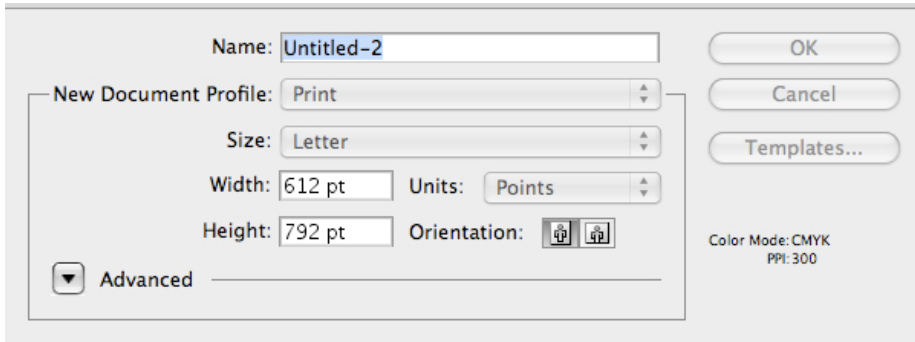 Name: Untitled-2
OK
New Document Profile: Print
Cancel
Size: Letter
Templates...
Width: 612 pt Units: Points
Height: 792 pt Orientation:
Color Mode: CMYK
PPI: 300
Advanced